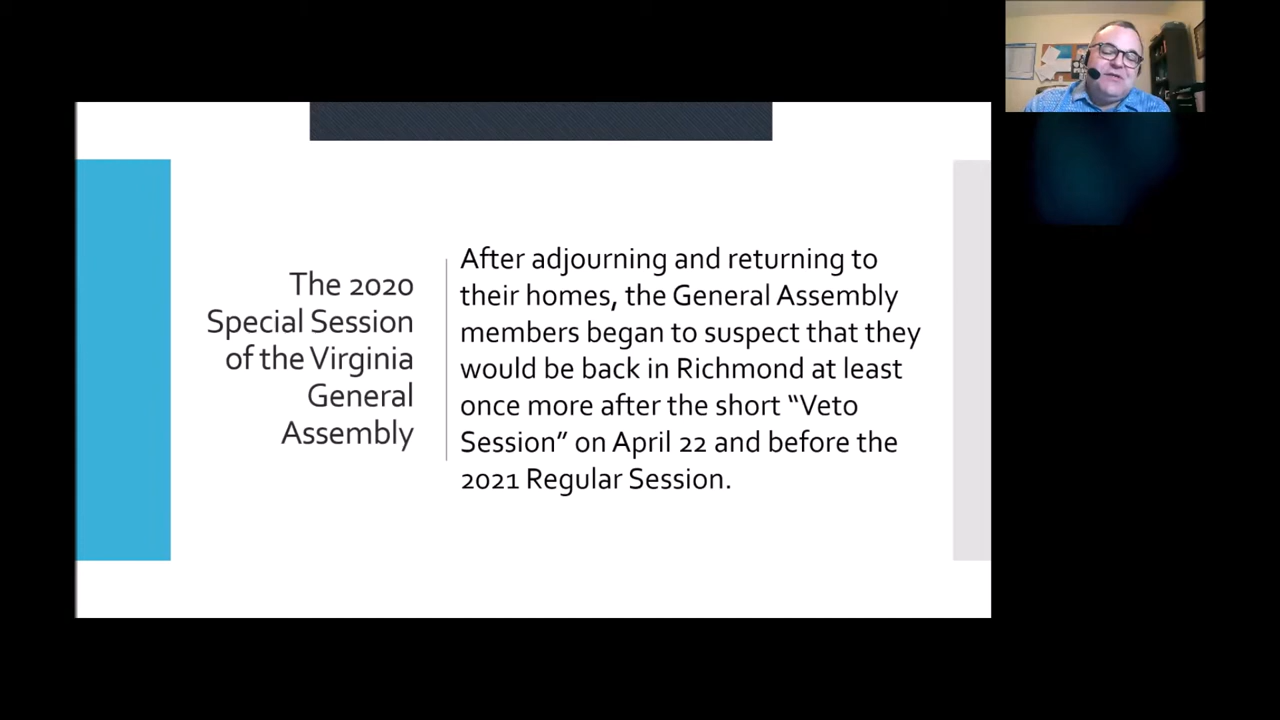 The 2020
Special Session
of the Virginia
General
Assembly
After adjourning and returning to
their homes, the General Assembly
members began to suspect that they
would be back in Richmond at least
once more after the short “Veto
Session” on April 22 and before the
2021 Regular Session.